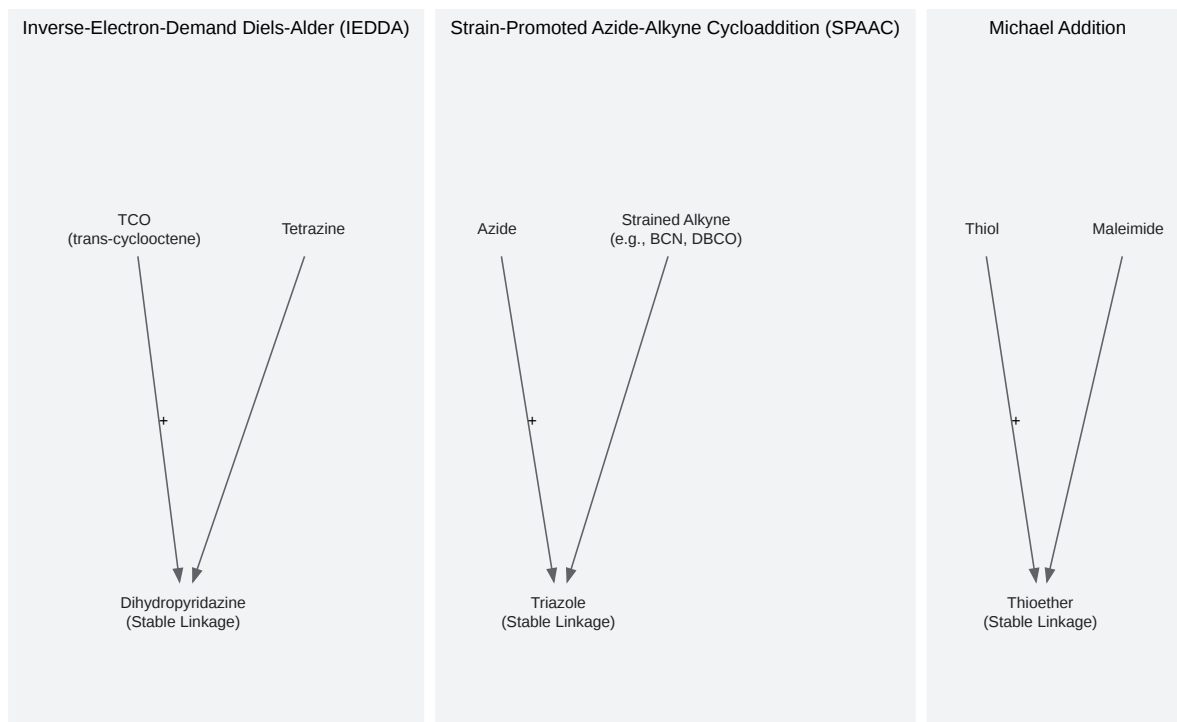 Inverse-Electron-Demand Diels-Alder (IEDDA)
TCO
(trans-cyclooctene)
Tetrazine
+
Dihydropyridazine
(Stable Linkage)
Strain-Promoted Azide-Alkyne Cycloaddition (SPAAC)
Azide
Strained Alkyne
(e.g., BCN, DBCO)
+
Triazole
(Stable Linkage)
Michael Addition
Thiol
Maleimide
+
Thioether
(Stable Linkage)